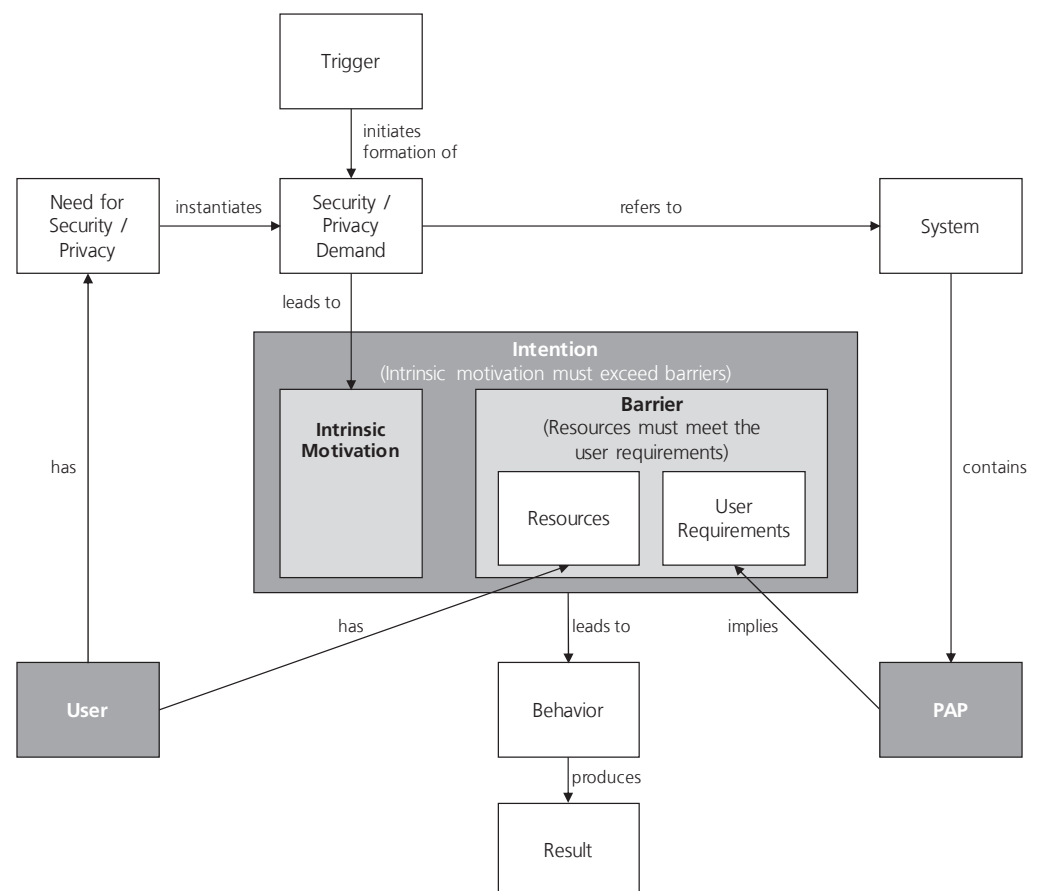 Trigger
initiates
formation of
Need for
Security /
Privacy
instantiates
Security /
Privacy
Demand
refers to
System
leads to
Intention
(Intrinsic motivation must exceed barriers)
Intrinsic
Motivation
Barrier
(Resources must meet the
user requirements)
has
contains
Resources
User
Requirements
has
leads to
implies
User
Behavior
PAP
produces
Result